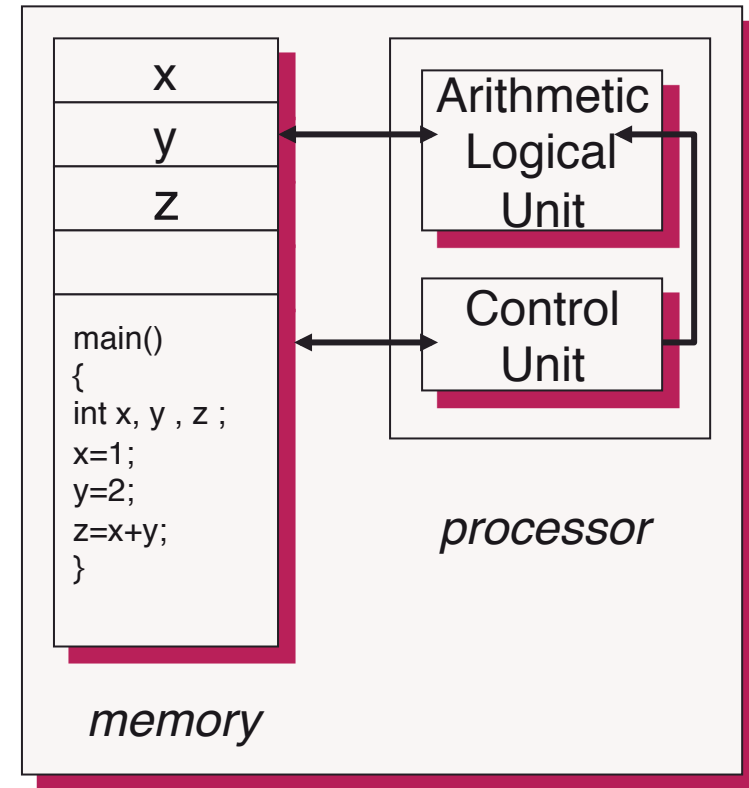 x
y
z
main()
{
int x, y , z ;
x=1;
y=2;
z=x+y;
}
memory
Arithmetic
Logical
Unit
Control
Unit
processor